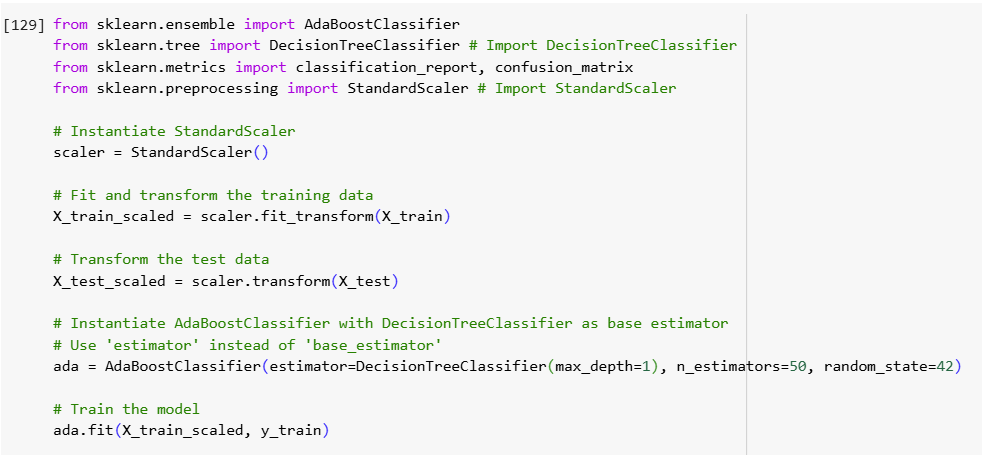 [129] from sklearn.ensemble import AdaBoostClassifier
from sklearn.tree import DecisionTreeClassifier # Import DecisionTreeClassifier
from sklearn.metrics import classification_report, confusion_matrix
from sklearn.preprocessing import StandardScaler # Import StandardScaler
# Instantiate StandardScaler
scaler = StandardScaler()
# Fit and transform the training data
X_train_scaled = scaler.fit_transform(X_train)
# Transform the test data
X_test_scaled = scaler.transform(X_test)
# Instantiate AdaBoostClassifier with DecisionTreeClassifier as base estimator
# Use 'estimator' instead of 'base_estimator'
ada = AdaBoostClassifier(estimator=DecisionTreeClassifier(max_depth=1), n_estimators=50, random_state=42)
# Train the model
ada.fit(X_train_scaled, y_train)